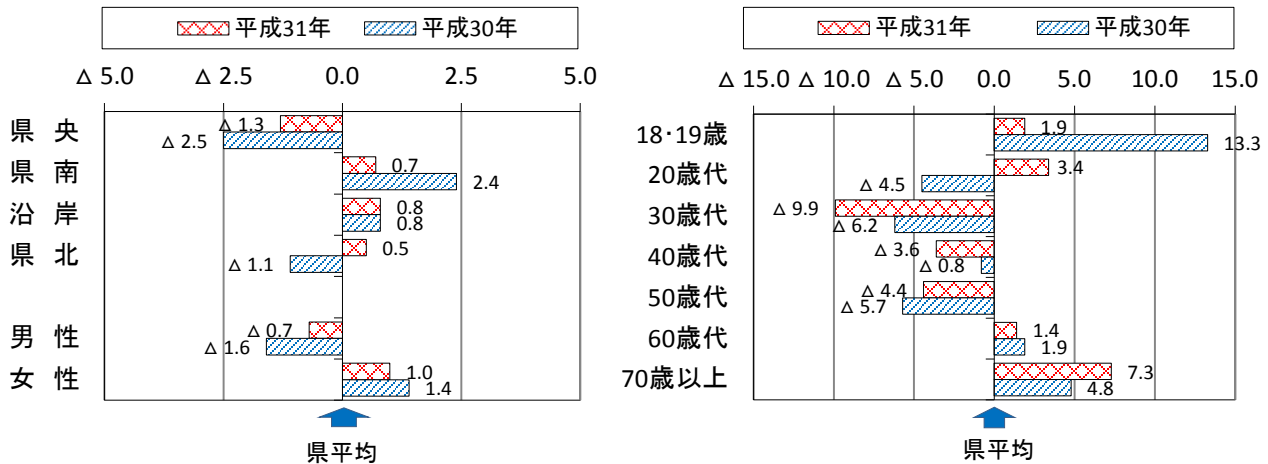 平成31年 平成30年
△ 5.0 △ 2.5 0.0 2.5 5.0
県 央 △ 1.3
△ 2.5
県 南 0.7
2.4
沿 岸 0.8
0.8
県 北 0.5
△ 1.1
男 性 △ 0.7
△ 1.6
女 性 1.0
1.4
県平均
平成31年 平成30年
△ 15.0 △ 10.0 △ 5.0 0.0 5.0 10.0 15.0
18･19歳 1.9
13.3
20歳代 3.4
△ 4.5
30歳代 △ 9.9
△ 6.2
40歳代 △ 3.6
△ 0.8
50歳代 △ 4.4
△ 5.7
60歳代 1.4
1.9
70歳以上 7.3
4.8
県平均